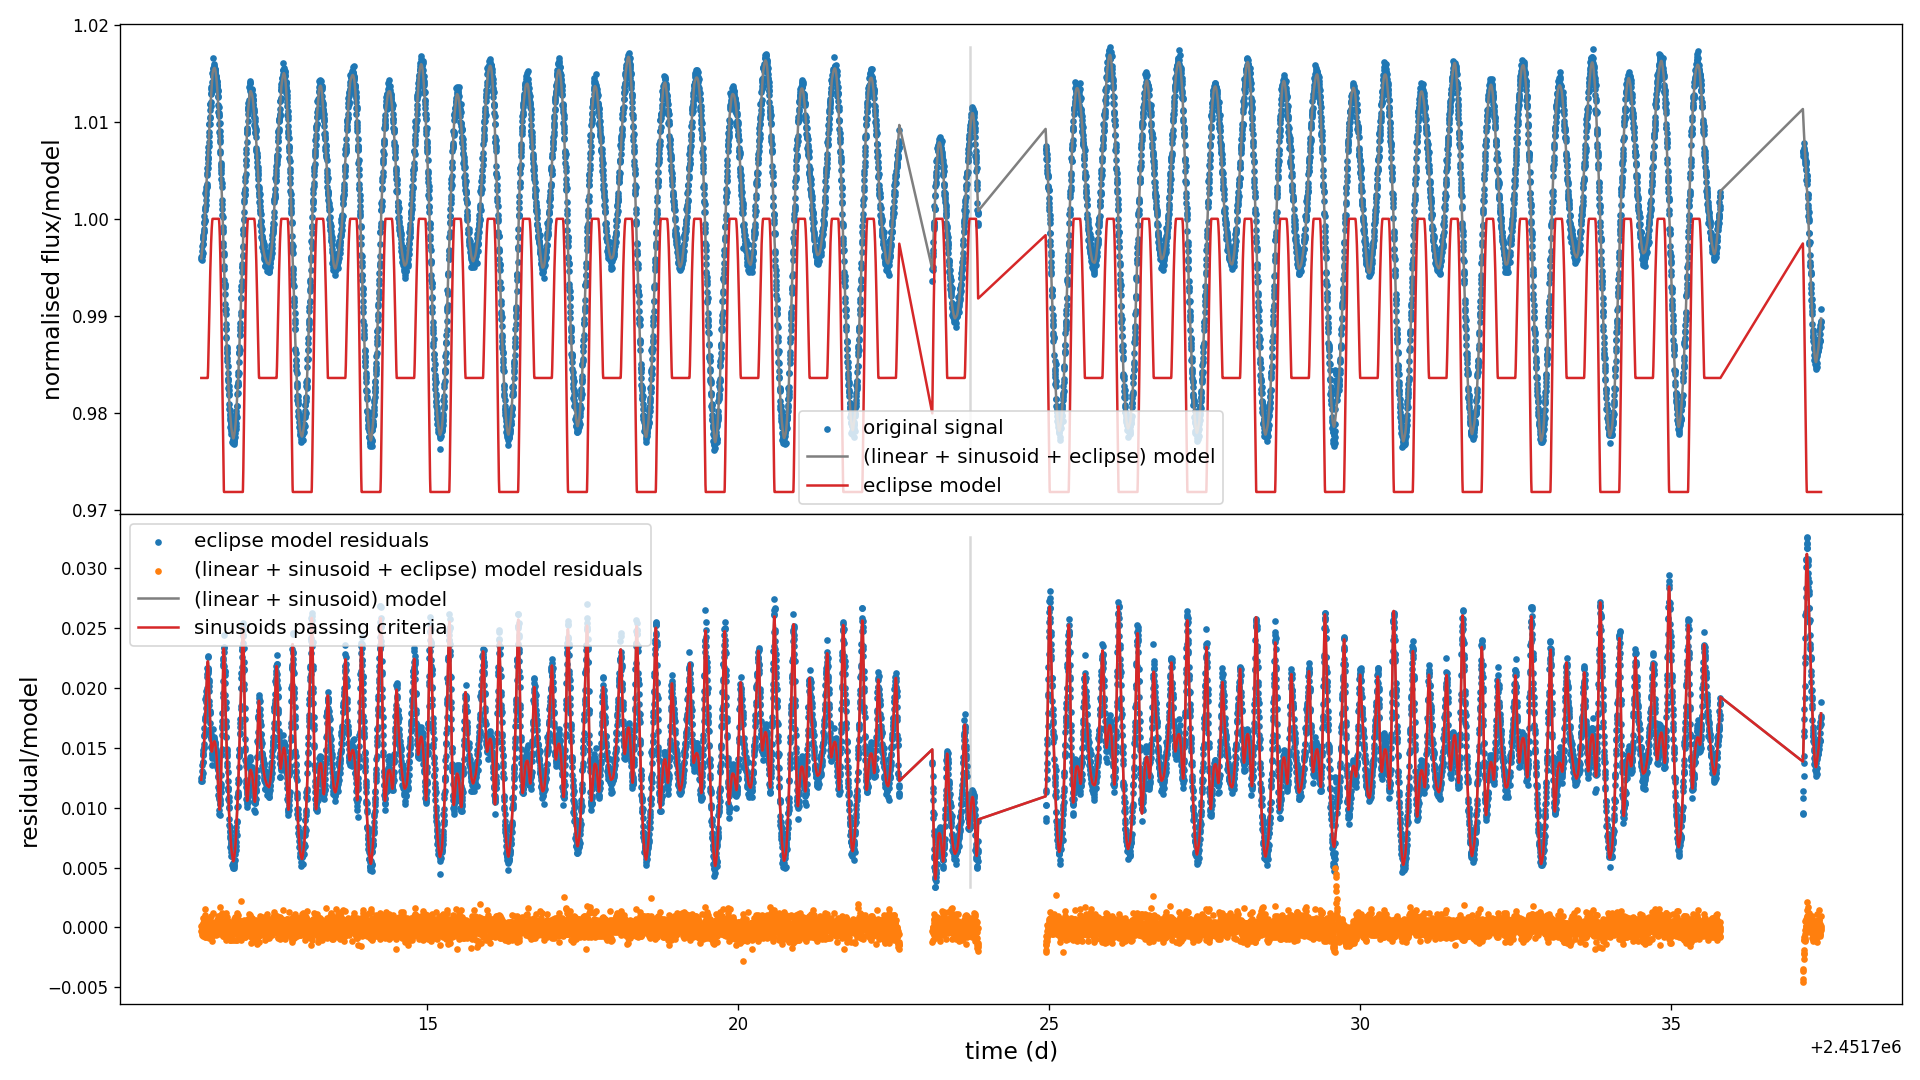 1.02
1.01
1.00
0.99
0.98
0.97
normalised flux/model
original signal
(linear + sinusoid + eclipse) model
eclipse model
eclipse model residuals
(linear + sinusoid + eclipse) model residuals
(linear + sinusoid) model
sinusoids passing criteria
0.030
0.025
0.020
0.015
0.010
0.005
0.000
−0.005
residual/model
15
20
25
30
35
time (d)
+2.4517e6